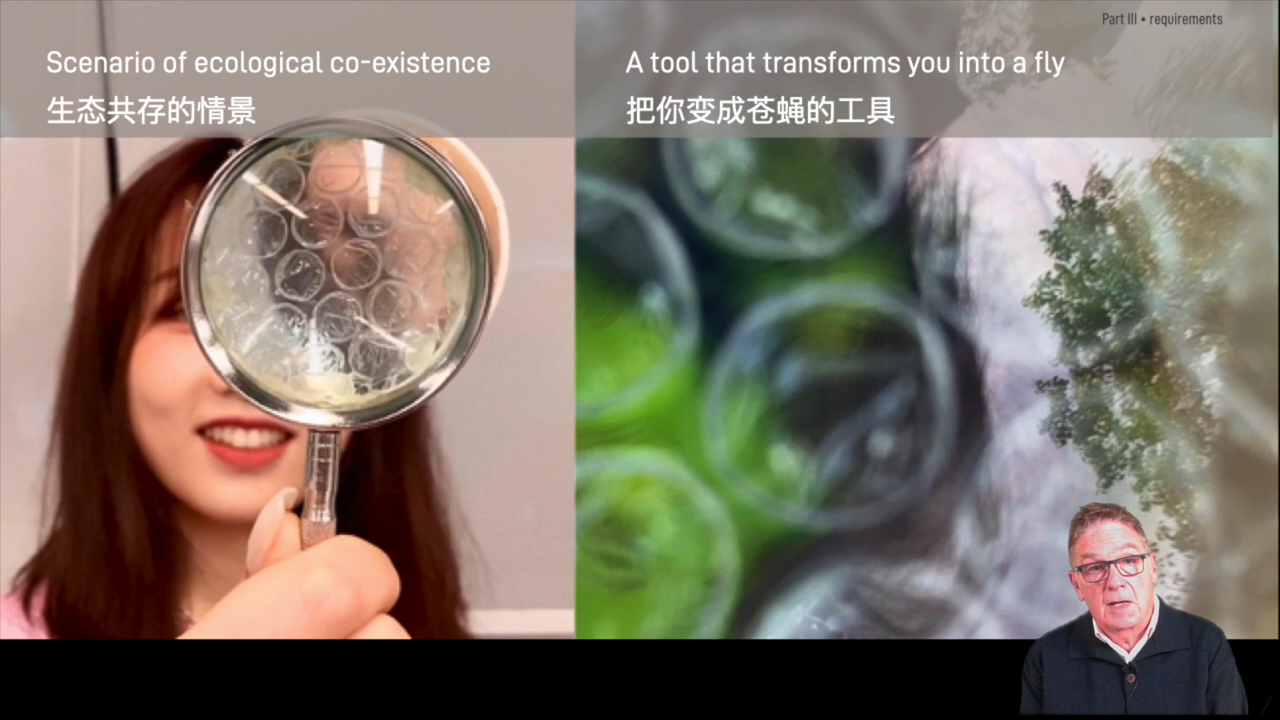 Part III • requirements
Scenario of ecological co-existence
生态共存的情景
A tool that transforms you into a fly
把你变成苍蝇的工具